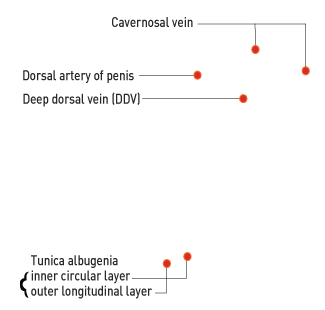 Cavernosal vein
Dorsal artery of penis
Deep dorsal vein (DDV)
Tunica albugenia
inner circular layer
outer longitudinal layer